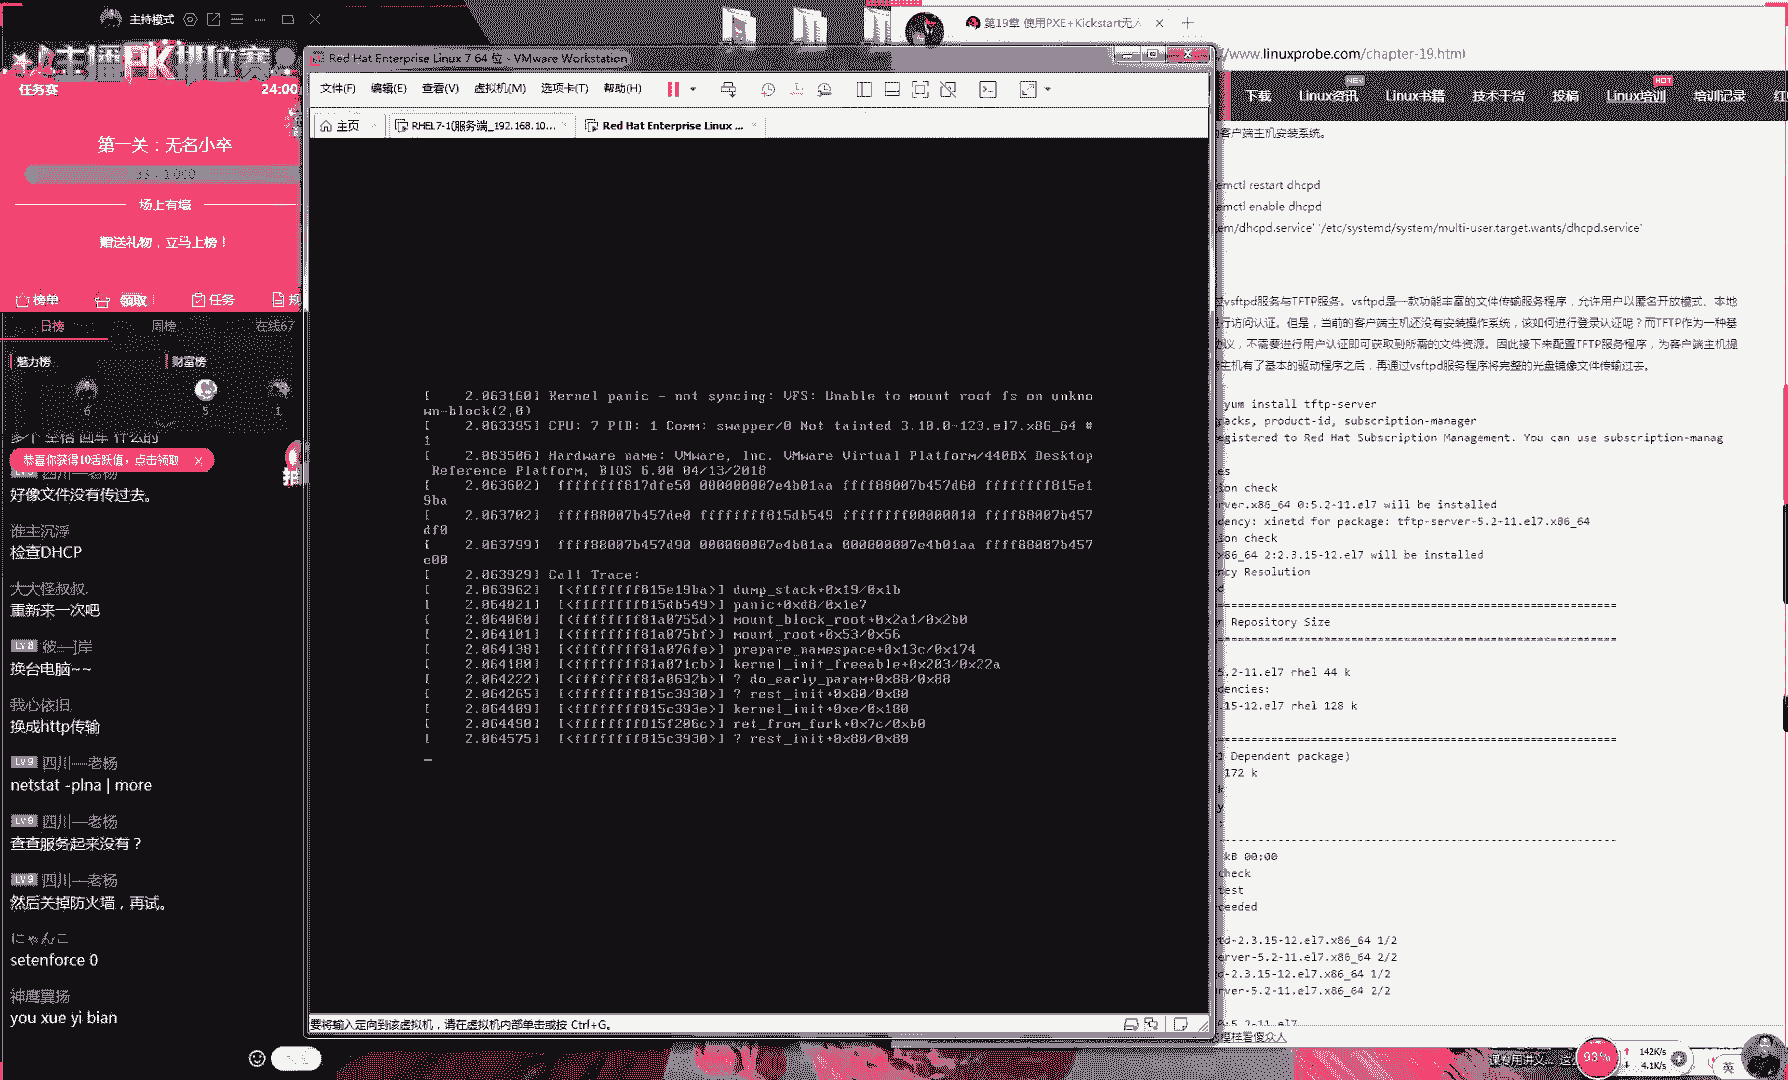 主持模式
任务赛
24:00
第一关：无名小卒
场上有墙
赠送礼物，立马上榜！
榜单
领取
任务
日榜
周榜
在线67
魅力榜
财富榜
6
5
1
恭喜你获得10活跃值，点击领取
好像文件没有传过去。
谁主沉浮
检查DHCP
大大怪叔叔.
重新来一次吧
换台电脑~~
我心依旧,
换成http传输
LV9 四川—老杨
netstat -plna | more
LV9 四川—老杨
查查服务起来没有？
LV9 四川—老杨
然后关掉防火墙，再试。
にゃんこ
setenforce 0
神鹰翼扬
you xue yi bian
Red Hat Enterprise Linux 7 64 位 - VMware Workstation
文件(F) 编辑(E) 查看(V) 虚拟机(M) 选项卡(T) 帮助(H)
主页
RHEL7-1(服务端_192.168.10...
Red Hat Enterprise Linux ...
[    2.063160] Kernel panic - not syncing: VFS: Unable to mount root fs on unkno
wn-block(2,0)
[    2.063395] CPU: 7 PID: 1 Comm: swapper/0 Not tainted 3.10.0-123.el7.x86_64 #
1
[    2.063506] Hardware name: VMware, Inc. VMware Virtual Platform/440BX Desktop
Reference Platform, BIOS 6.00 04/13/2018
[    2.063602]  ffffffff817dfe50 000000007e4b01aa ffff88007b457d60 ffffffff815e1
9ba
[    2.063702]  ffff88007b457de0 ffffffff815db549 ffffffff00000010 ffff88007b457
df0
[    2.063799]  ffff88007b457d90 000000007e4b01aa 000000007e4b01aa ffff88007b457
e00
[    2.063929] Call Trace:
[    2.063962]  [<ffffffff815e19ba>] dump_stack+0x19/0x1b
[    2.064021]  [<ffffffff815db549>] panic+0xd8/0x1e7
[    2.064060]  [<ffffffff81a0755d>] mount_block_root+0x2a1/0x2b0
[    2.064101]  [<ffffffff81a075bf>] mount_root+0x53/0x56
[    2.064138]  [<ffffffff81a076fe>] prepare_namespace+0x13c/0x174
[    2.064180]  [<ffffffff81a071cb>] kernel_init_freeable+0x203/0x22a
[    2.064222]  [<ffffffff81a0692b>] ? do_early_param+0x88/0x88
[    2.064265]  [<ffffffff815c3930>] ? rest_init+0x80/0x80
[    2.064409]  [<ffffffff815c393e>] kernel_init+0xe/0x180
[    2.064490]  [<ffffffff815f206c>] ret_from_fork+0x7c/0xb0
[    2.064575]  [<ffffffff815c3930>] ? rest_init+0x80/0x80
要将输入定向到该虚拟机，请在虚拟机内部单击或按 Ctrl+G。
第19章 使用PXE+Kickstart无人
/www.linuxprobe.com/chapter-19.html
下载 Linux资讯 NEW Linux书籍 技术干货 投稿 Linux培训 HOT 培训记录 红
客户端主机安装系统。
emctl restart dhcpd
emctl enable dhcpd
em/dhcpd.service' '/etc/systemd/system/multi-user.target.wants/dhcpd.service'
vsftpd服务与TFTP服务。vsftpd是一款功能丰富的文件传输服务程序，允许用户以匿名开放模式、本地
行访问认证。但是，当前的客户端主机还没有安装操作系统，该如何进行登录认证呢？而TFTP作为一种基
议，不需要进行用户认证即可获取到所需的文件资源。因此接下来配置TFTP服务程序，为客户端主机提
主机有了基本的驱动程序之后，再通过vsftpd服务程序将完整的光盘镜像文件传输过去。
yum install tftp-server
acks, product-id, subscription-manager
egistered to Red Hat Subscription Management. You can use subscription-manag
es
ion check
rver.x86_64 0:5.2-11.el7 will be installed
dency: xinetd for package: tftp-server-5.2-11.el7.x86_64
ion check
x86_64 2:2.3.15-12.el7 will be installed
ncy Resolution
d
Repository Size
5.2-11.el7 rhel 44 k
dencies:
.15-12.el7 rhel 128 k
1 Dependent package)
172 k
k
kB 00:00
check
test
ceeded
td-2.3.15-12.el7.x86_64 1/2
erver-5.2-11.el7.x86_64 2/2
d-2.3.15-12.el7.x86_64 1/2
erver-5.2-11.el7.x86_64 2/2
93%
142K/s
4.1K/s
英